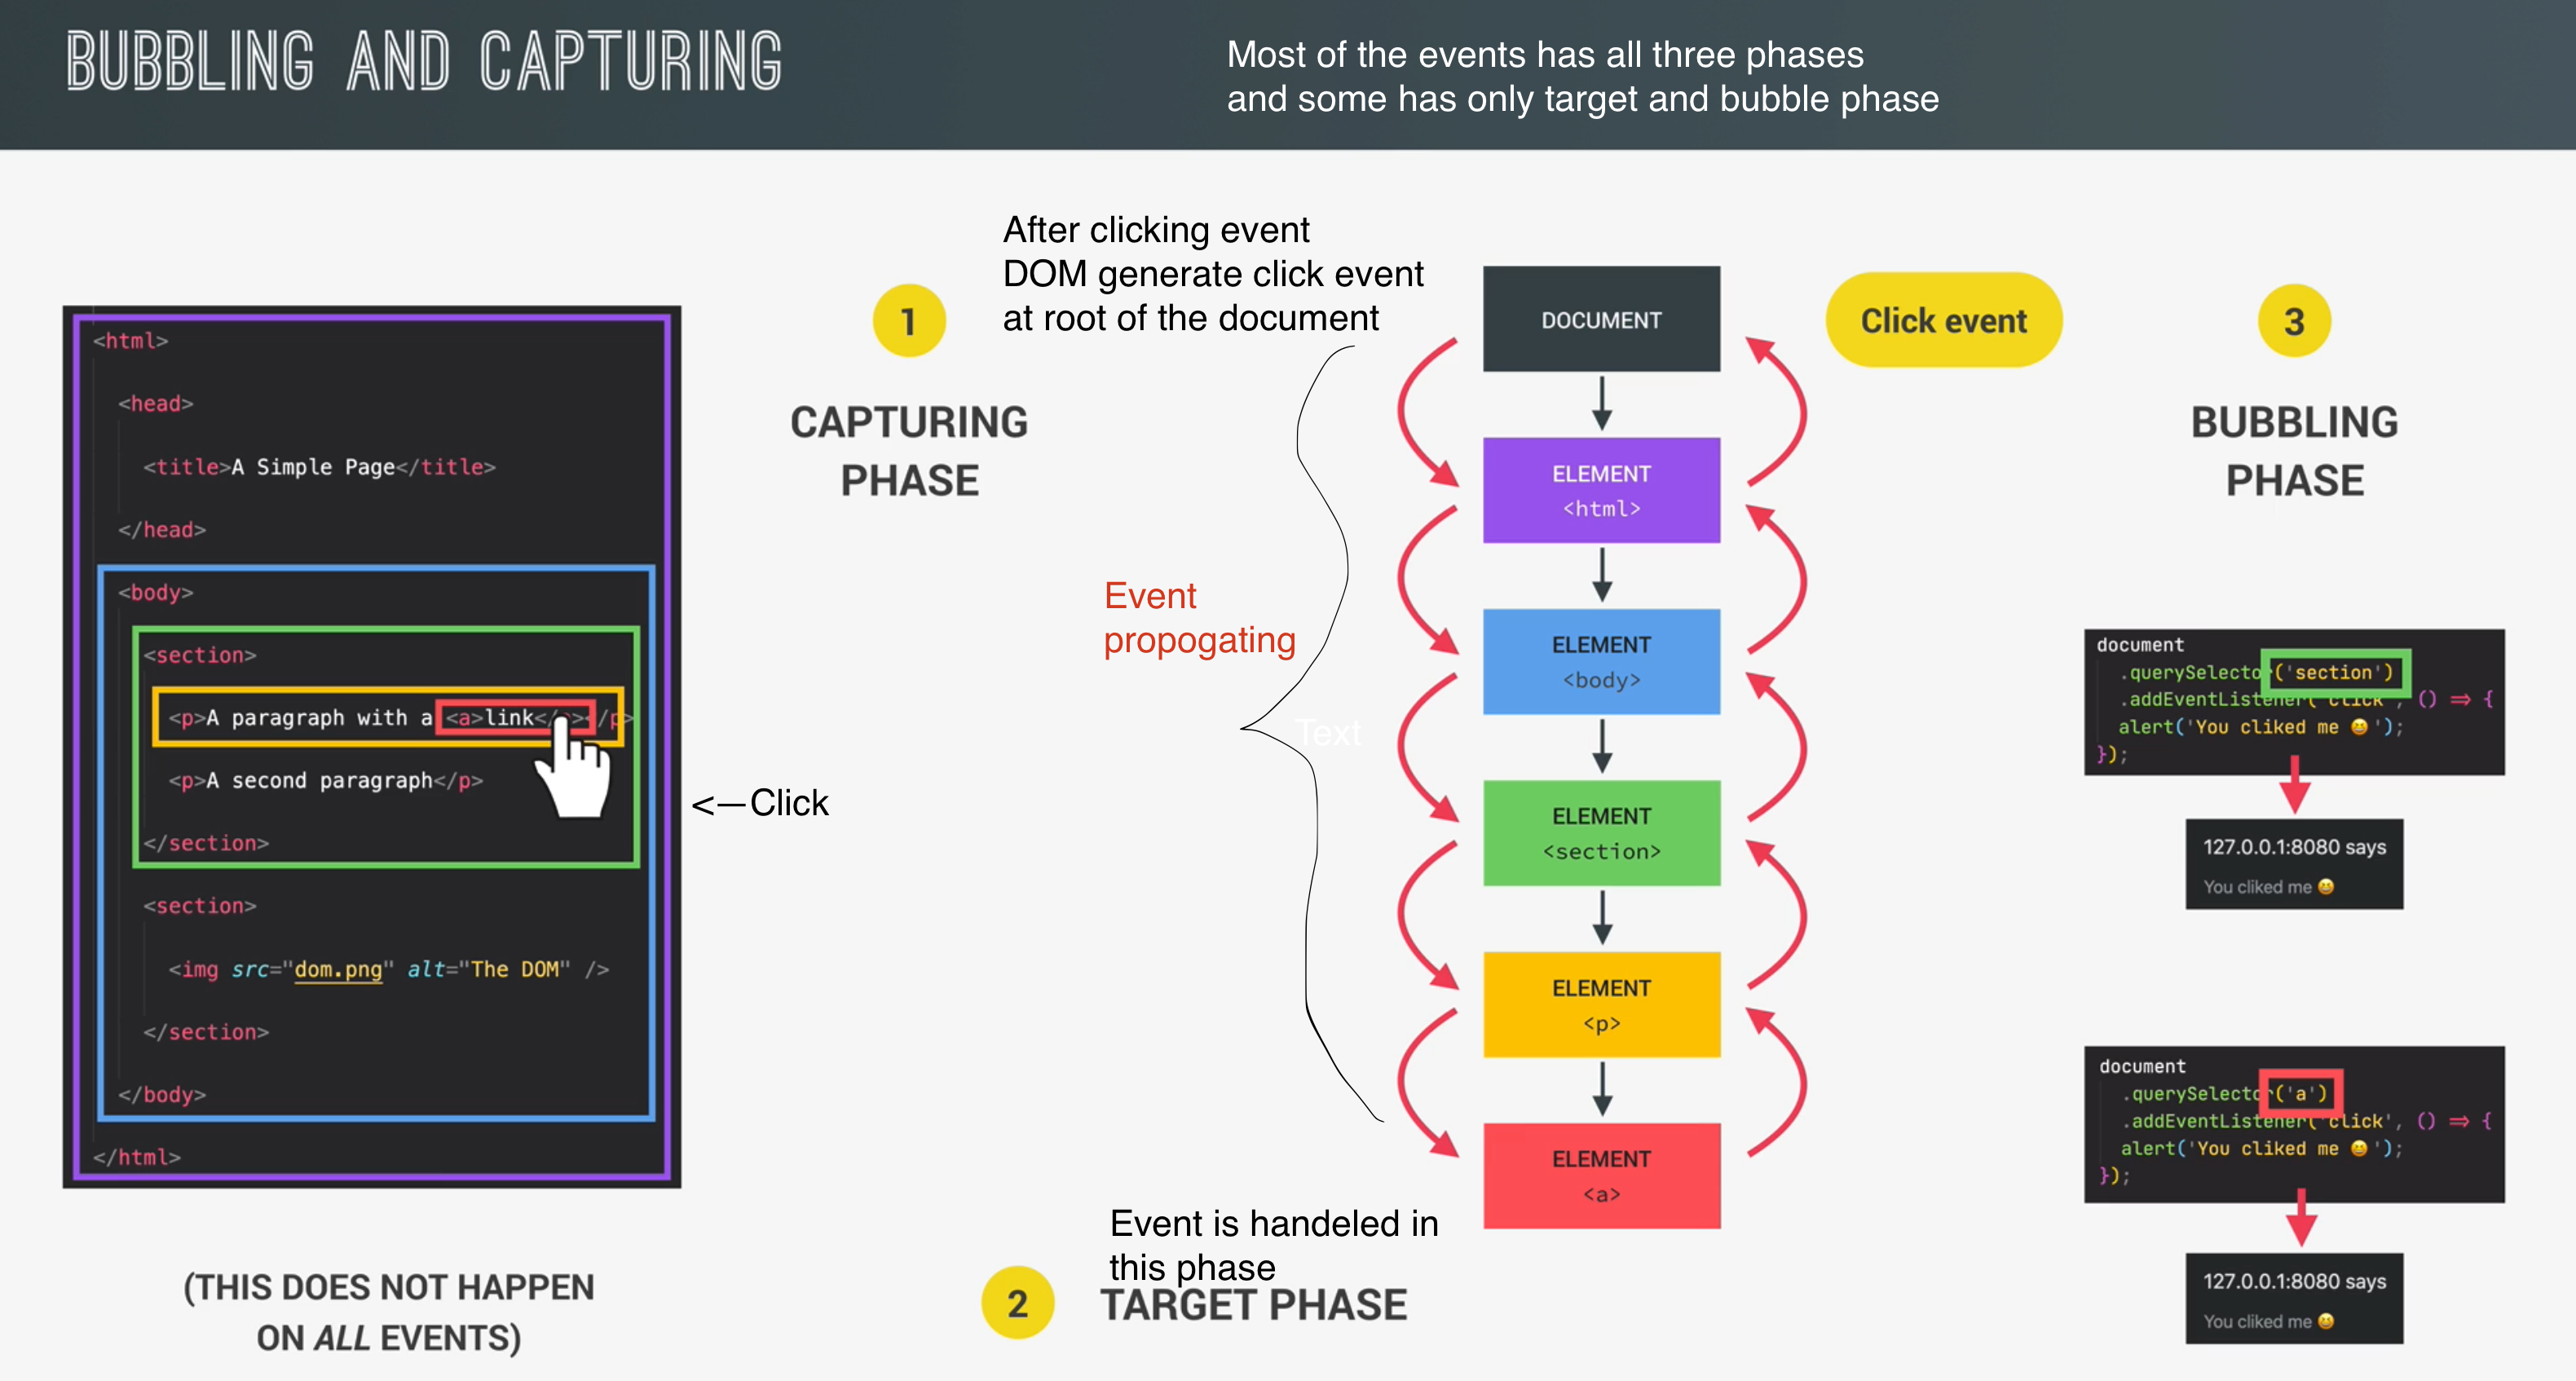 BUBBLING AND CAPTURING
Most of the events has all three phases
and some has only target and bubble phase
<html>
<head>
<title>A Simple Page</title>
</head>
<body>
<section>
<p>A paragraph with a <a>link</a></p>
<p>A second paragraph</p>
</section>
<section>
<img src="dom.png" alt="The DOM" />
</section>
</body>
</html>
<—Click
(THIS DOES NOT HAPPEN
ON ALL EVENTS)
1
CAPTURING
PHASE
After clicking event
DOM generate click event
at root of the document
Event
propogating
Text
DOCUMENT
ELEMENT
<html>
ELEMENT
<body>
ELEMENT
<section>
ELEMENT
<p>
ELEMENT
<a>
Event is handeled in
this phase
2
TARGET PHASE
Click event
3
BUBBLING
PHASE
document
.querySelector('section')
.addEventListener('click', () => {
alert('You cliked me 😆');
});
127.0.0.1:8080 says
You cliked me 😆
document
.querySelector('a')
.addEventListener('click', () => {
alert('You cliked me 😆');
});
127.0.0.1:8080 says
You cliked me 😆